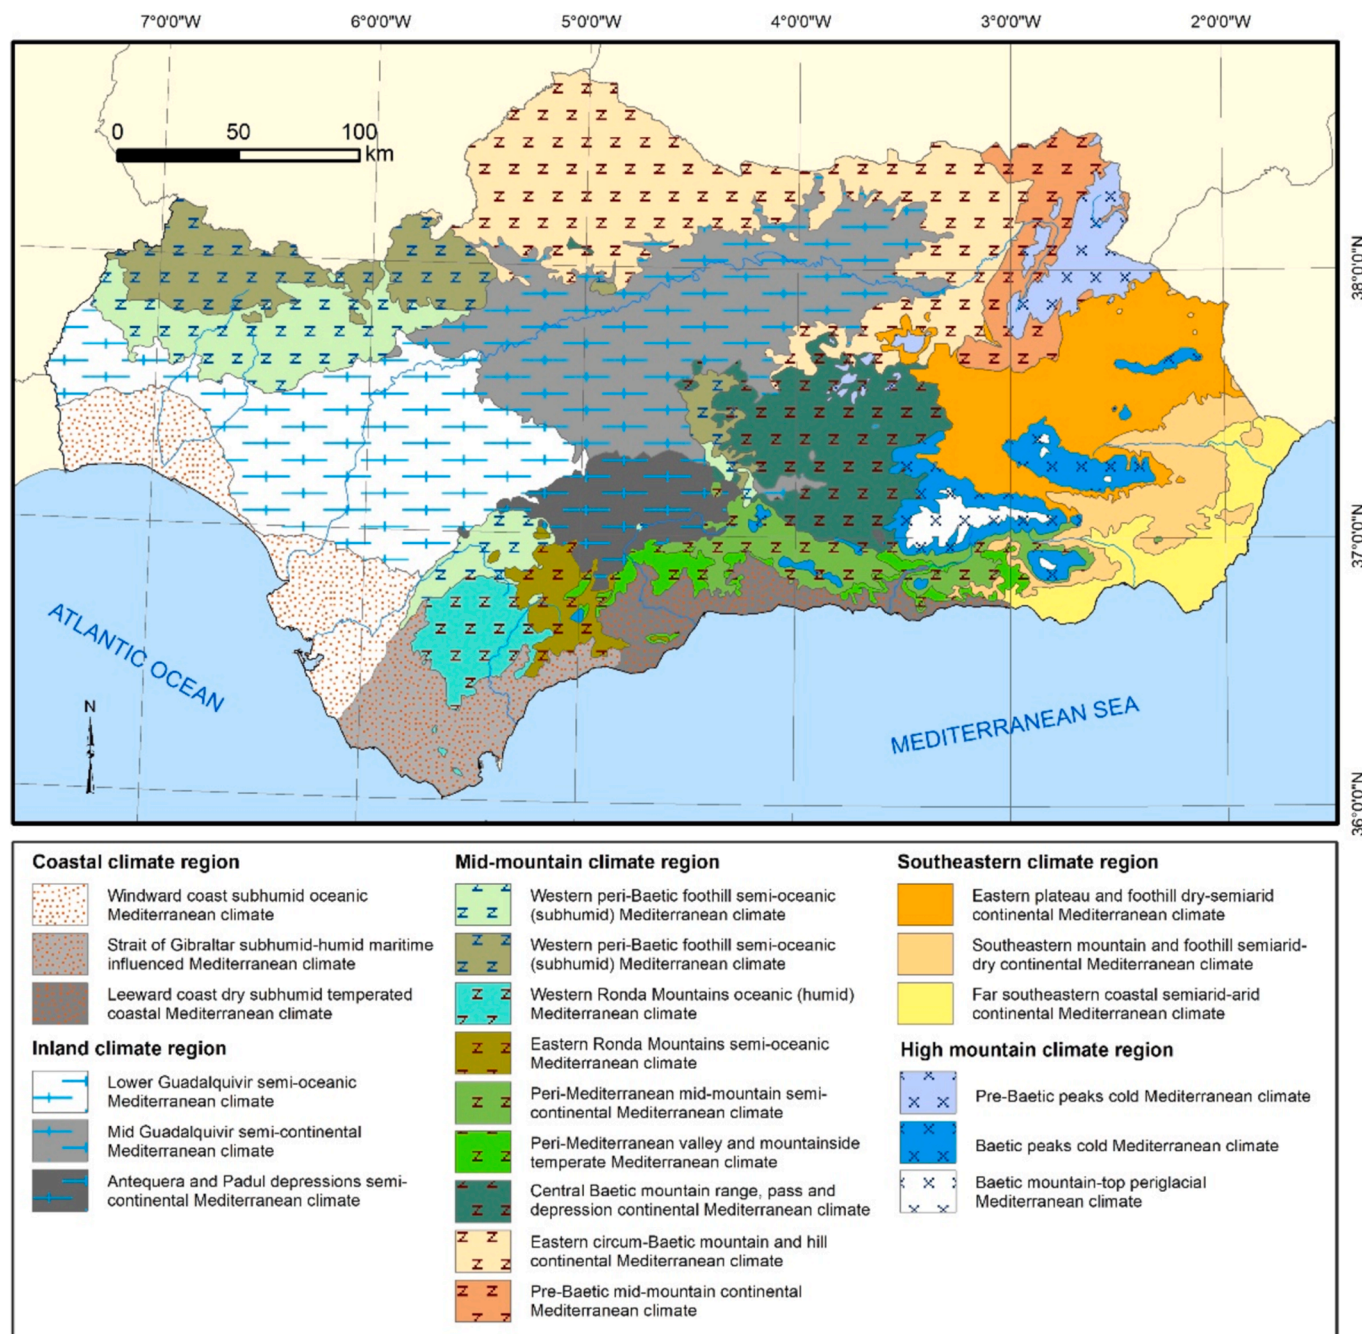 7°0'0"W 6°0'0"W 5°0'0"W 4°0'0"W 3°0'0"W 2°0'0"W
0 50 100
km
38°0'0"N
37°0'0"N
36°0'0"N
ATLANTIC OCEAN
MEDITERRANEAN SEA
N
Coastal climate region
Windward coast subhumid oceanic
Mediterranean climate
Strait of Gibraltar subhumid-humid maritime
influenced Mediterranean climate
Leeward coast dry subhumid temperated
coastal Mediterranean climate
Inland climate region
Lower Guadalquivir semi-oceanic
Mediterranean climate
Mid Guadalquivir semi-continental
Mediterranean climate
Antequera and Padul depressions semi-
continental Mediterranean climate
Mid-mountain climate region
Western peri-Baetic foothill semi-oceanic
(subhumid) Mediterranean climate
Western peri-Baetic foothill semi-oceanic
(subhumid) Mediterranean climate
Western Ronda Mountains oceanic (humid)
Mediterranean climate
Eastern Ronda Mountains semi-oceanic
Mediterranean climate
Peri-Mediterranean mid-mountain semi-
continental Mediterranean climate
Peri-Mediterranean valley and mountainside
temperate Mediterranean climate
Central Baetic mountain range, pass and
depression continental Mediterranean climate
Eastern circum-Baetic mountain and hill
continental Mediterranean climate
Pre-Baetic mid-mountain continental
Mediterranean climate
Southeastern climate region
Eastern plateau and foothill dry-semiarid
continental Mediterranean climate
Southeastern mountain and foothill semiarid-
dry continental Mediterranean climate
Far southeastern coastal semiarid-arid
continental Mediterranean climate
High mountain climate region
Pre-Baetic peaks cold Mediterranean climate
Baetic peaks cold Mediterranean climate
Baetic mountain-top periglacial
Mediterranean climate